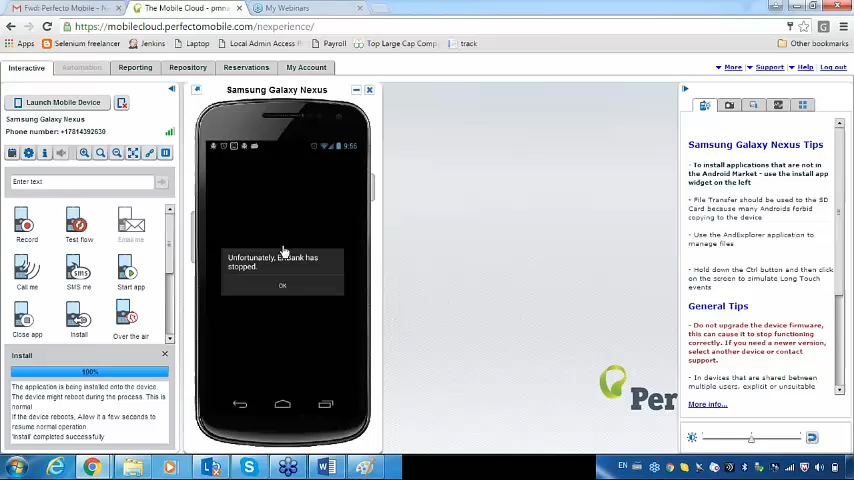 Fwd: Perfecto Mobile – N
The Mobile Cloud - pmna
My Webinars
https://mobilecloud.perfectomobile.com/nexperience/
Apps
Selenium freelancer
Jenkins
Laptop
Local Admin Access
Payroll
Top Large Cap Comp
track
Other bookmarks
Interactive
Automation
Reporting
Repository
Reservations
My Account
More
Support
Help
Log out
Launch Mobile Device
Samsung Galaxy Nexus
Phone number: +17814392630
Enter text
Record
Test flow
Email me
Call me
SMS me
Start app
Close app
Install
Over the air
Install
100%
The application is being installed onto the device.
The device might reboot during the process. This is
normal
If the device reboots, Allow it a few seconds to
resume normal operation
'Install' completed successfully
Samsung Galaxy Nexus
9:56
Unfortunately, has
stopped.
OK
Per
Samsung Galaxy Nexus Tips
- To install applications that are not in
the Android Market - use the install app
widget on the left
- File Transfer should be used to the SD
Card because many Androids forbid
copying to the device
- Use the AndExplorer application to
manage files
- Hold down the Ctrl button and then click
on the screen to simulate Long Touch
events
General Tips
- Do not upgrade the device firmware,
this can cause it to stop functioning
correctly. If you need a newer version,
select another device or contact
support.
- In devices that are shared between
multiple users, explicit or unsuitable
More info...
EN